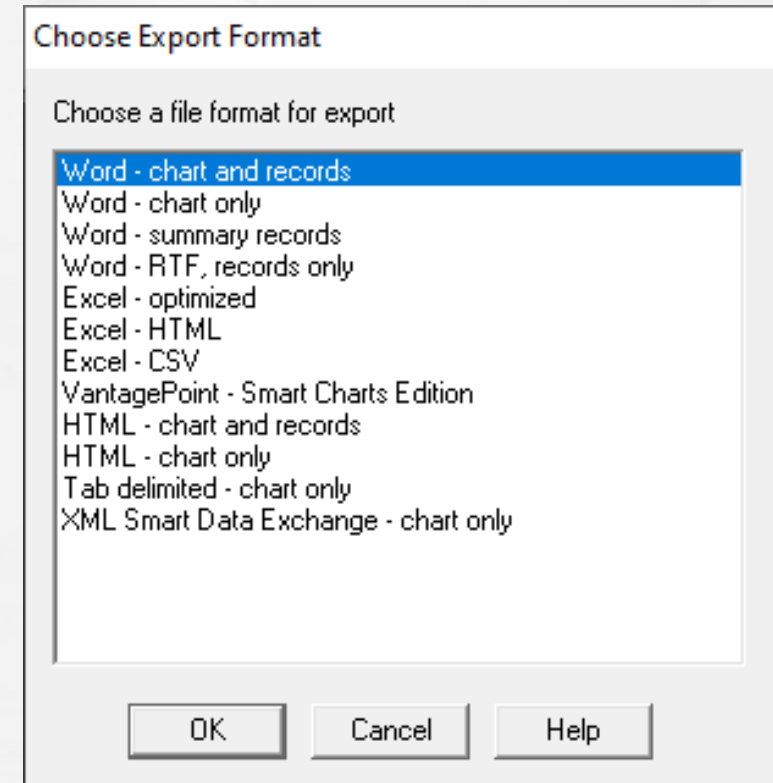 Choose Export Format
Choose a file format for export
Word - chart and records
Word - chart only
Word - summary records
Word - RTF, records only
Excel - optimized
Excel - HTML
Excel - CSV
VantagePoint - Smart Charts Edition
HTML - chart and records
HTML - chart only
Tab delimited - chart only
XML Smart Data Exchange - chart only
OK Cancel Help